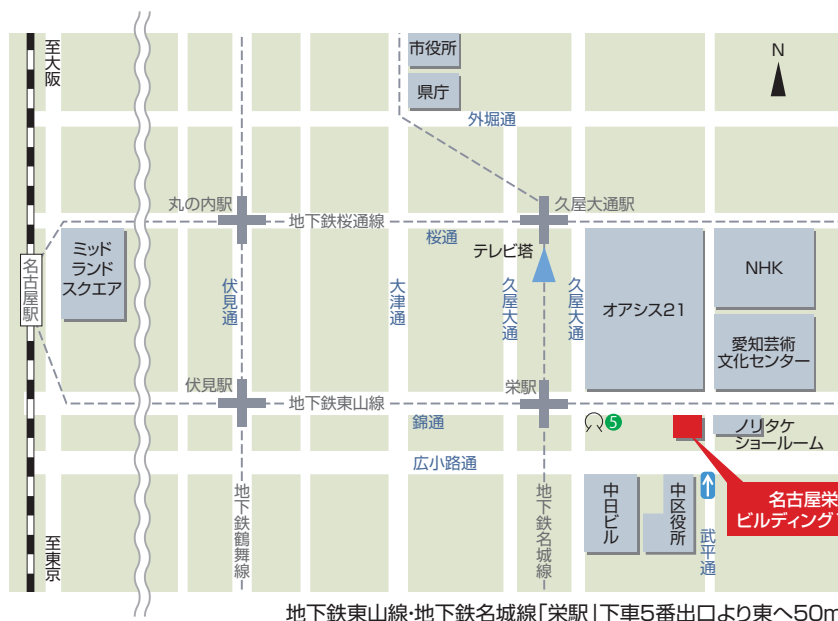 至大阪
市役所
県庁
N
外堀通
丸の内駅
久屋大通駅
地下鉄桜通線
桜通
テレビ塔
ミッド
ランド
スクエア
名古屋駅
伏見通
大津通
久屋大通
久屋大通
オアシス21
NHK
愛知芸術
文化センター
伏見駅
栄駅
地下鉄東山線
錦通
5
ノリタケ
ショールーム
広小路通
名古屋栄
ビルディング
中日ビル
中区役所
武平通
地下鉄鶴舞線
地下鉄名城線
至東京
地下鉄東山線・地下鉄名城線「栄駅」下車5番出口より東へ50m